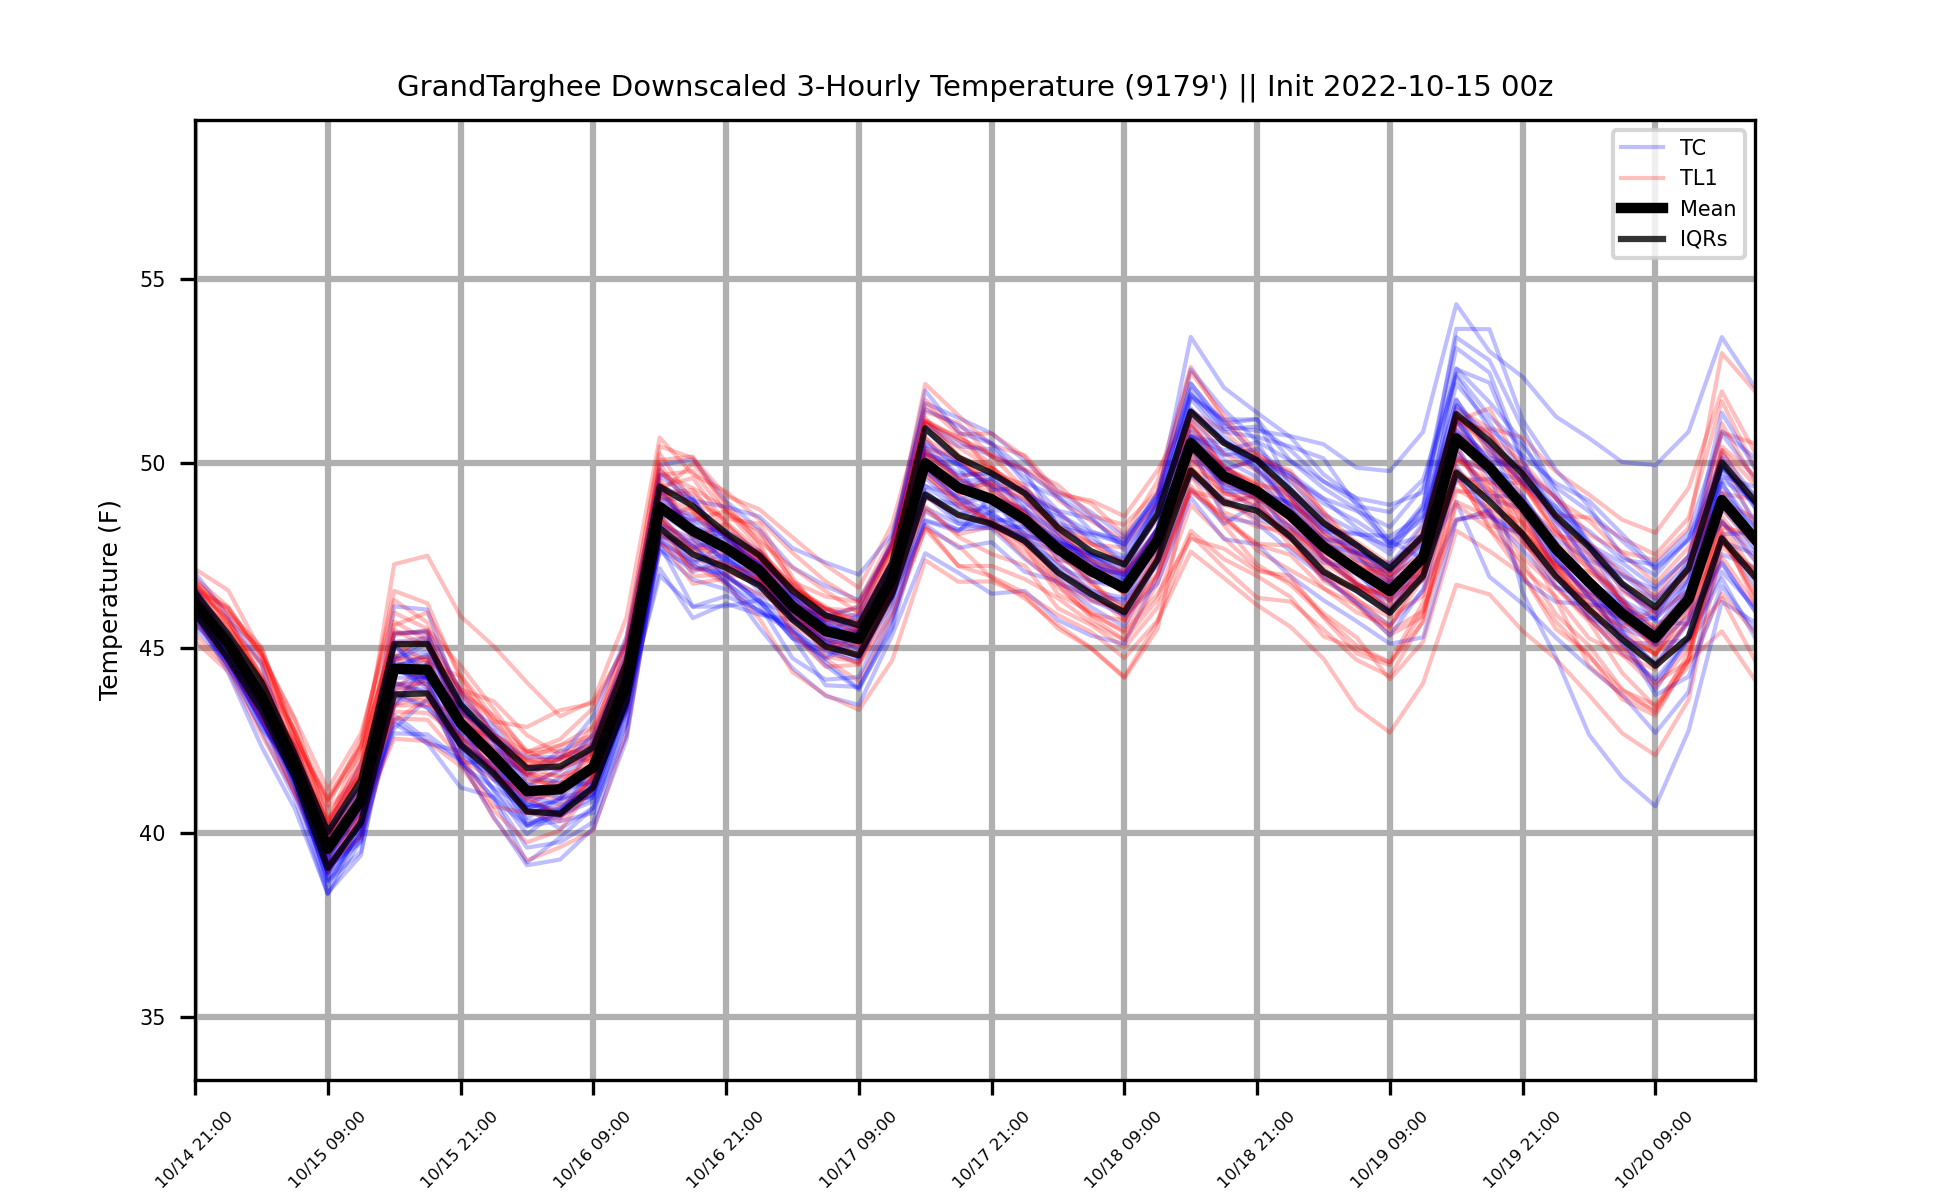 GrandTarghee Downscaled 3-Hourly Temperature (9179') || Init 2022-10-15 00z
TC
TL1
Mean
IQRs
Temperature (F)
55
50
45
40
35
10/14 21:00
10/15 09:00
10/15 21:00
10/16 09:00
10/16 21:00
10/17 09:00
10/17 21:00
10/18 09:00
10/18 21:00
10/19 09:00
10/19 21:00
10/20 09:00